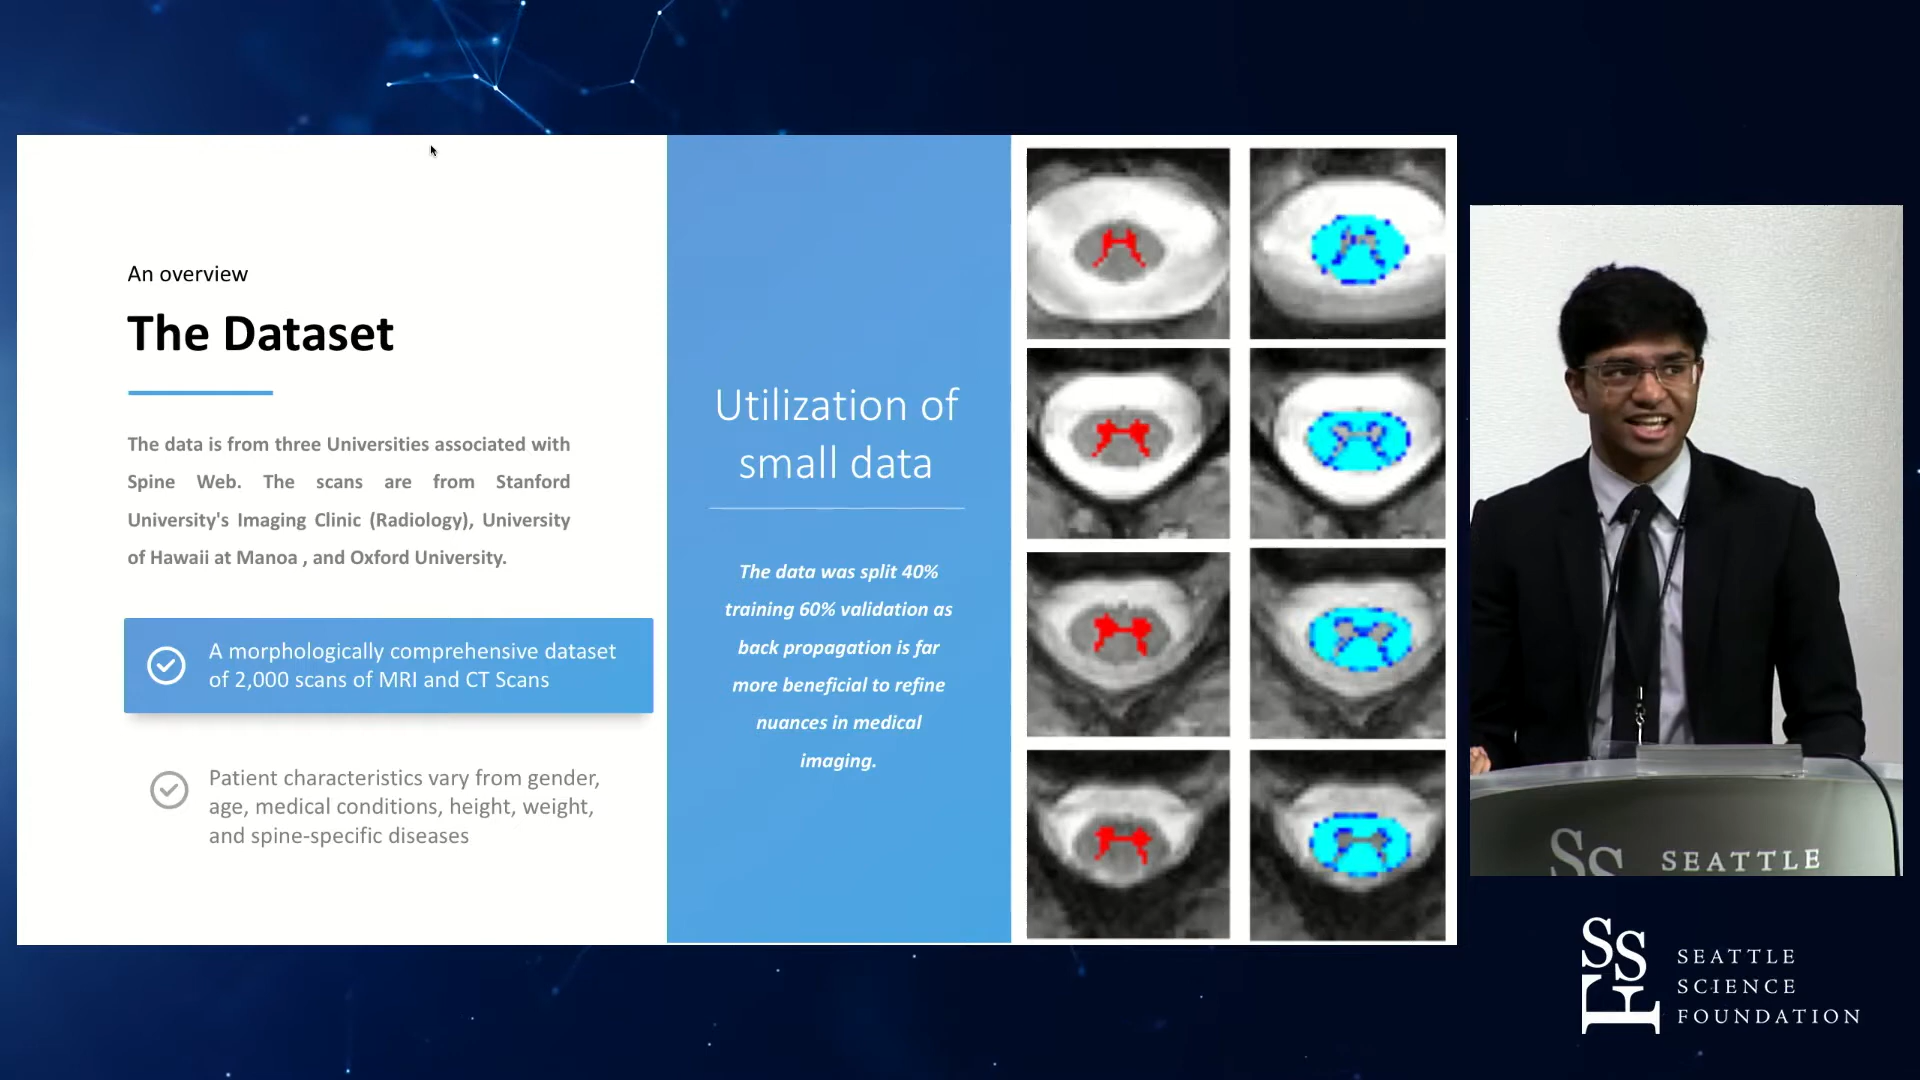 An overview
The Dataset
The data is from three Universities associated with
Spine Web. The scans are from Stanford
University's Imaging Clinic (Radiology), University
of Hawaii at Manoa , and Oxford University.
A morphologically comprehensive dataset
of 2,000 scans of MRI and CT Scans
Patient characteristics vary from gender,
age, medical conditions, height, weight,
and spine-specific diseases
Utilization of
small data
The data was split 40%
training 60% validation as
back propagation is far
more beneficial to refine
nuances in medical
imaging.
SS SEATTLE
SSF
SEATTLE
SCIENCE
FOUNDATION